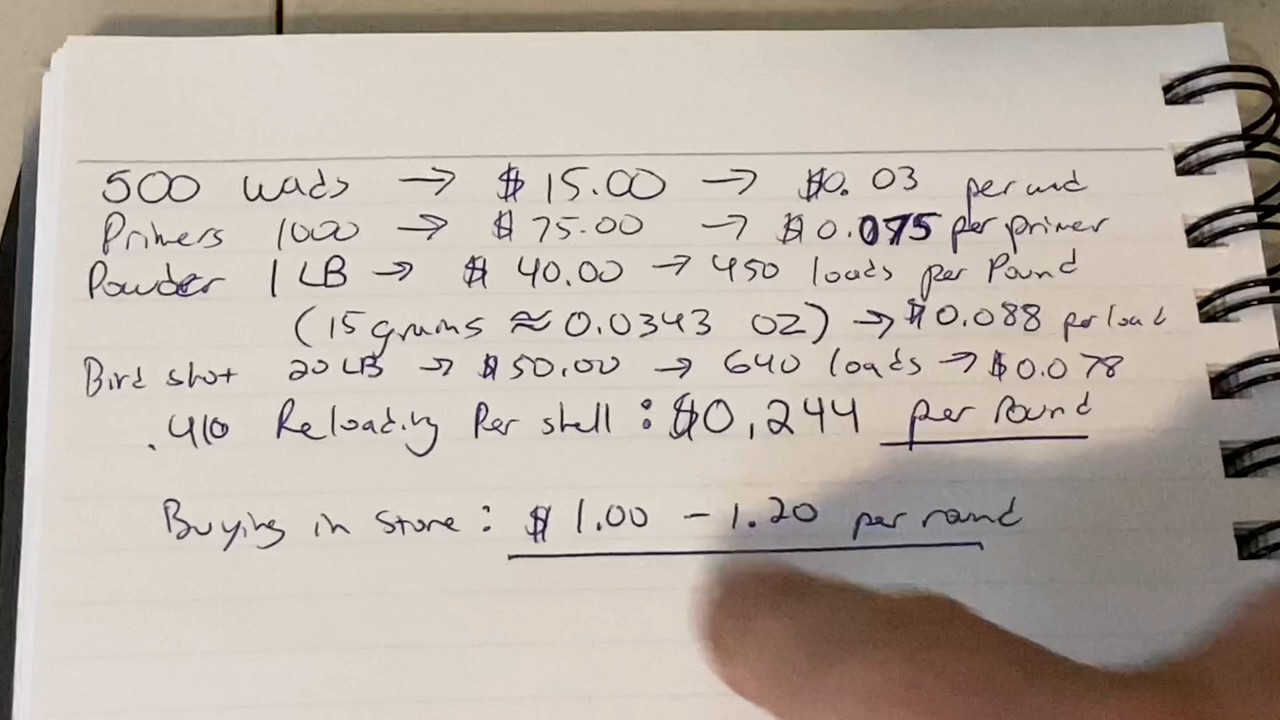 500 wads → $15.00 → $0.03 per wad
Primers 1000 → $75.00 → $0.075 per primer
Powder 1 LB → $40.00 → 450 loads per Pound
(15 grams ≈ 0.0343 OZ) → $0.088 per load
Bird shot 20 LB → $50.00 → 640 loads → $0.078
.410 Reloading Per shell : $0,244 per round
Buying in store : $1.00 - 1.20 per round